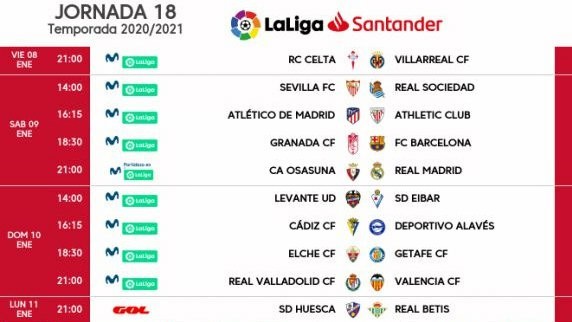 JORNADA 18
Temporada 2020/2021
LaLiga Santander
VIE 08 ENE 21:00 LaLiga RC CELTA VILLARREAL CF
SAB 09 ENE
14:00 LaLiga SEVILLA FC REAL SOCIEDAD
16:15 LaLiga ATLÉTICO DE MADRID ATHLETIC CLUB
18:30 LaLiga GRANADA CF FC BARCELONA
21:00 Partidazo en LaLiga CA OSASUNA REAL MADRID
DOM 10 ENE
14:00 LaLiga LEVANTE UD SD EIBAR
16:15 LaLiga CÁDIZ CF DEPORTIVO ALAVÉS
18:30 LaLiga ELCHE CF GETAFE CF
21:00 LaLiga REAL VALLADOLID CF VALENCIA CF
LUN 11 ENE 21:00 GOL SD HUESCA REAL BETIS